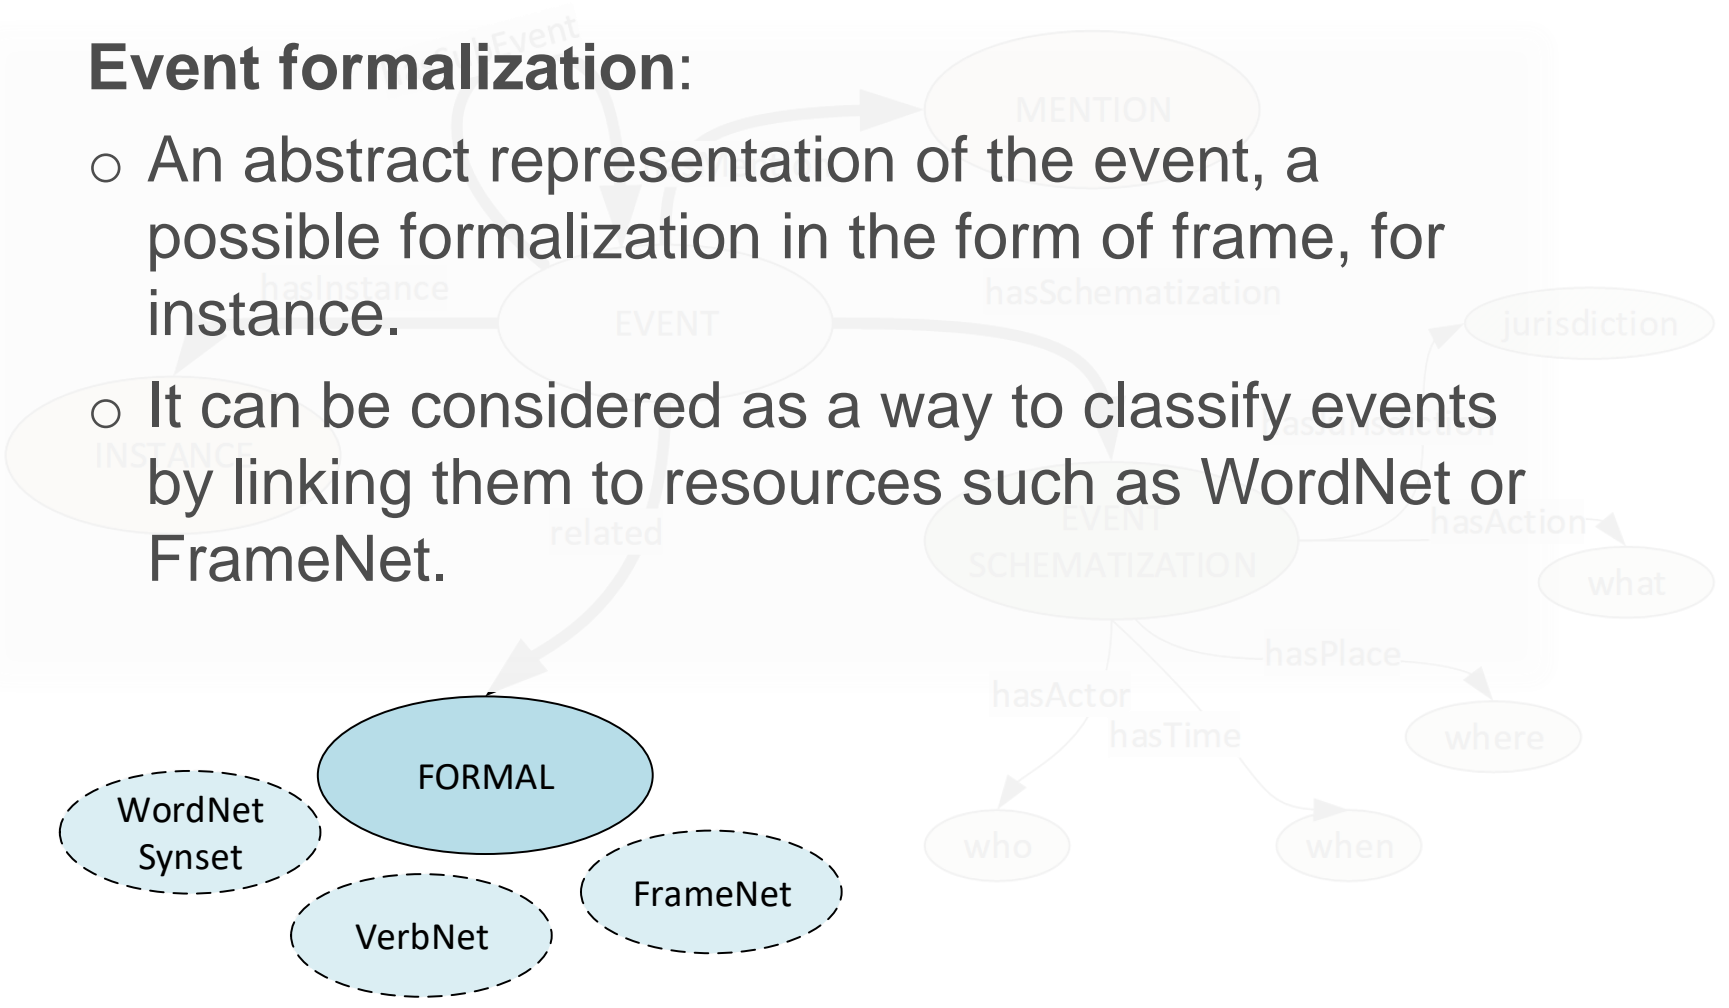 Event formalization:
○ An abstract representation of the event, a
possible formalization in the form of frame, for
instance.
○ It can be considered as a way to classify events
by linking them to resources such as WordNet or
FrameNet.
MENTION
hasInstance
EVENT
hasSchematization
jurisdiction
INSTANCE
hasJurisdiction
related
EVENT
SCHEMATIZATION
hasAction
what
hasPlace
hasActor
hasTime
where
who
when
FORMAL
WordNet
Synset
VerbNet
FrameNet